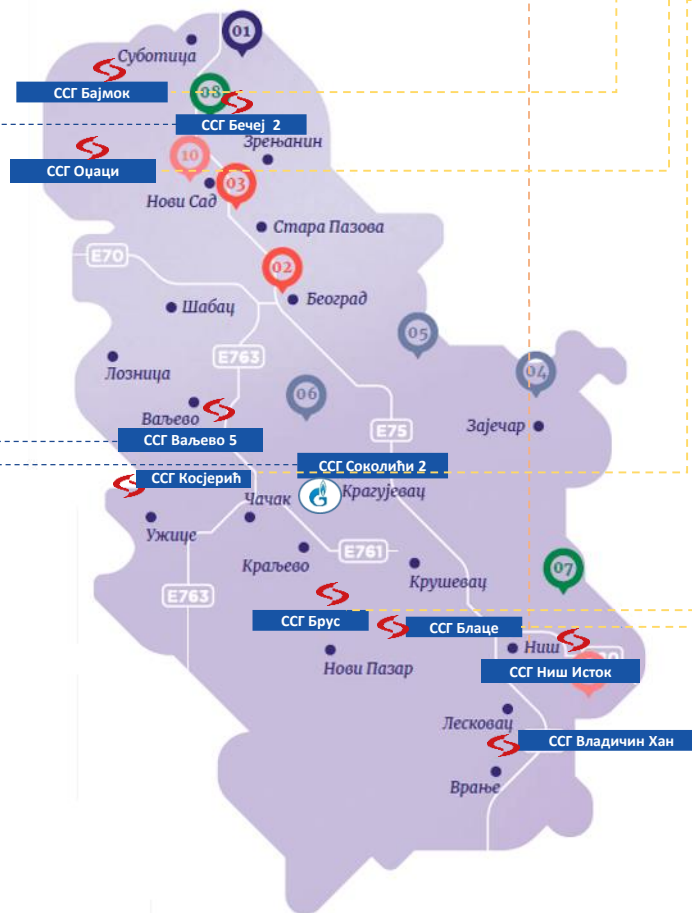 01
Суботица
ССГ Бајмок
08
ССГ Бечеј 2
Зрењанин
10
ССГ Оџаци
Нови Сад
03
Стара Пазова
E70
02
Београд
Шабац
05
E763
Лозница
04
06
Ваљево
E75
Зајечар
ССГ Ваљево 5
ССГ Соколићи 2
ССГ Косјерић
Крагујевац
Чачак
Ужице
E761
Краљево
Крушевац
07
E763
ССГ Брус
ССГ Блаце
Ниш
Нови Пазар
ССГ Ниш Исток
Лесковац
ССГ Владичин Хан
Врање